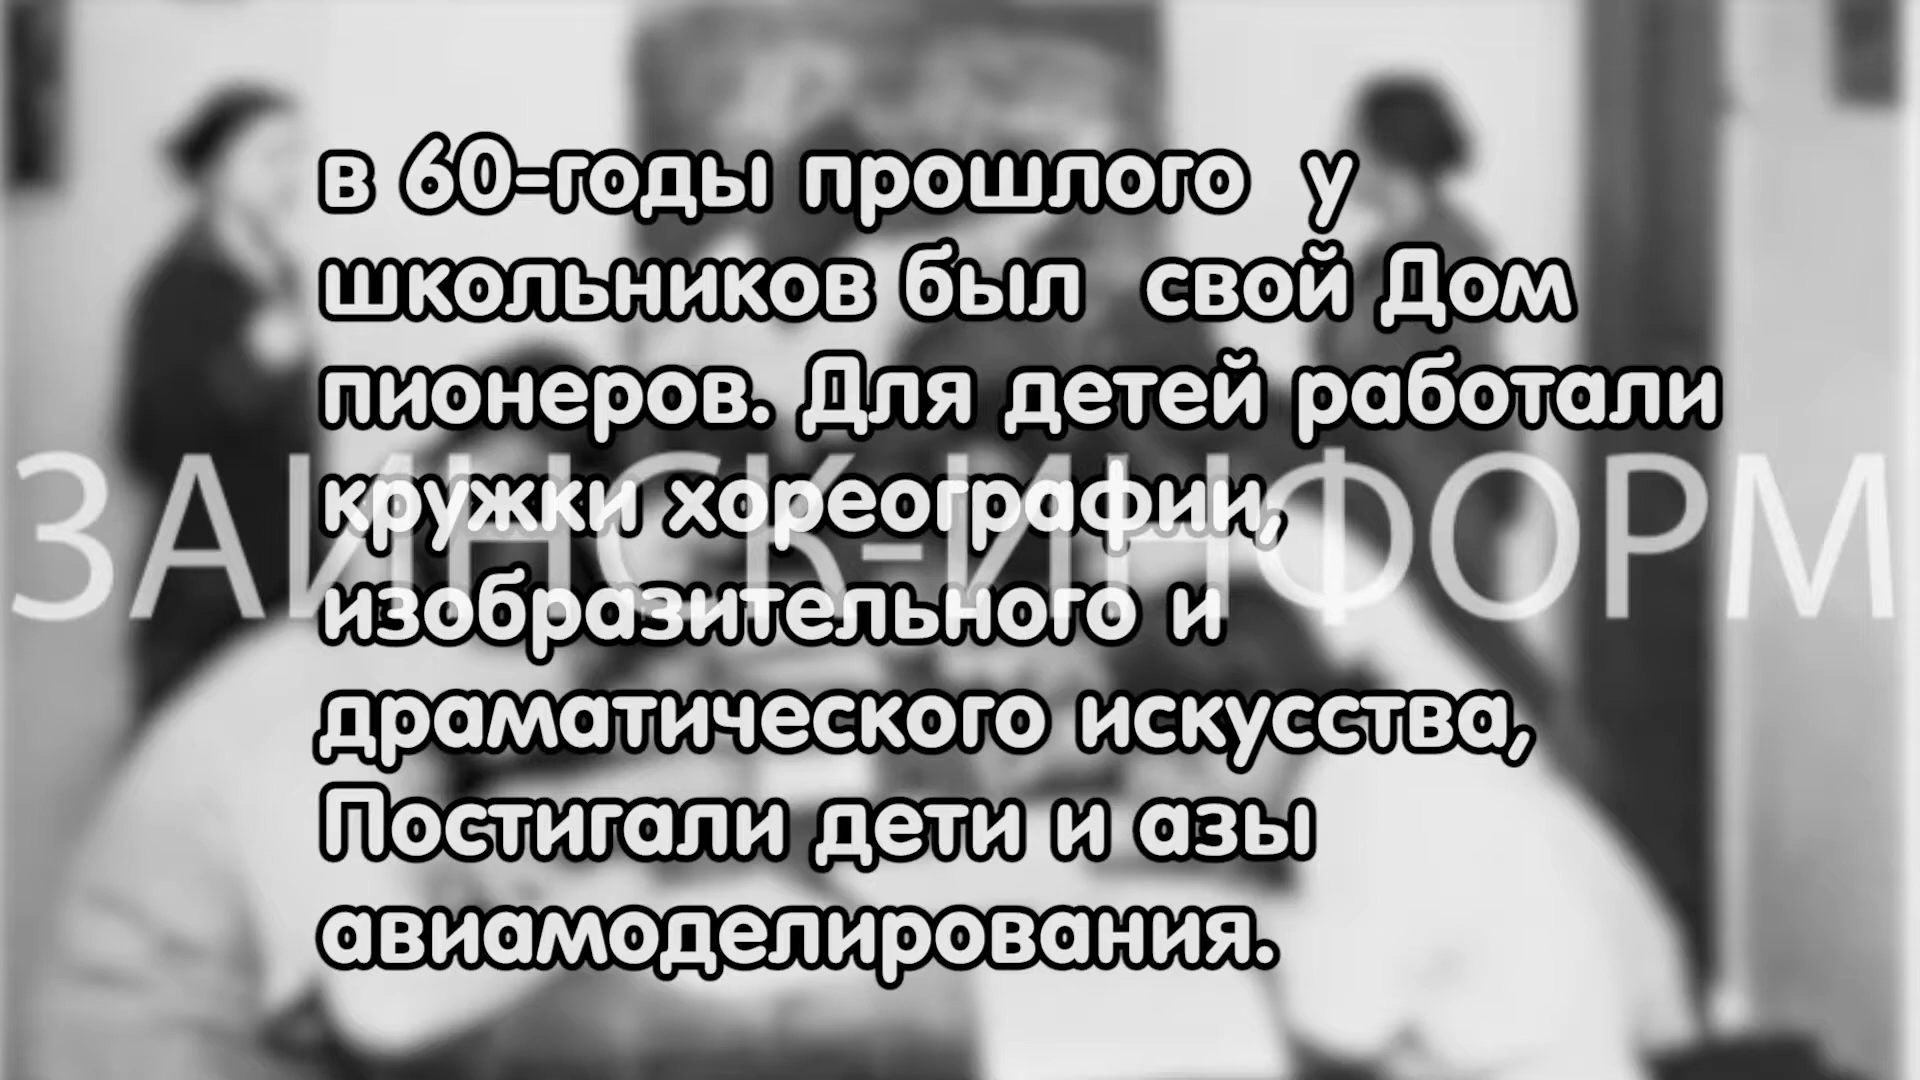 в 60-годы прошлого  у
школьников был  свой Дом
пионеров. Для детей работали
кружки хореографии,
изобразительного и
драматического искусства,
Постигали дети и азы
авиамоделирования.
ЗАИНСК-ИНФОРМ